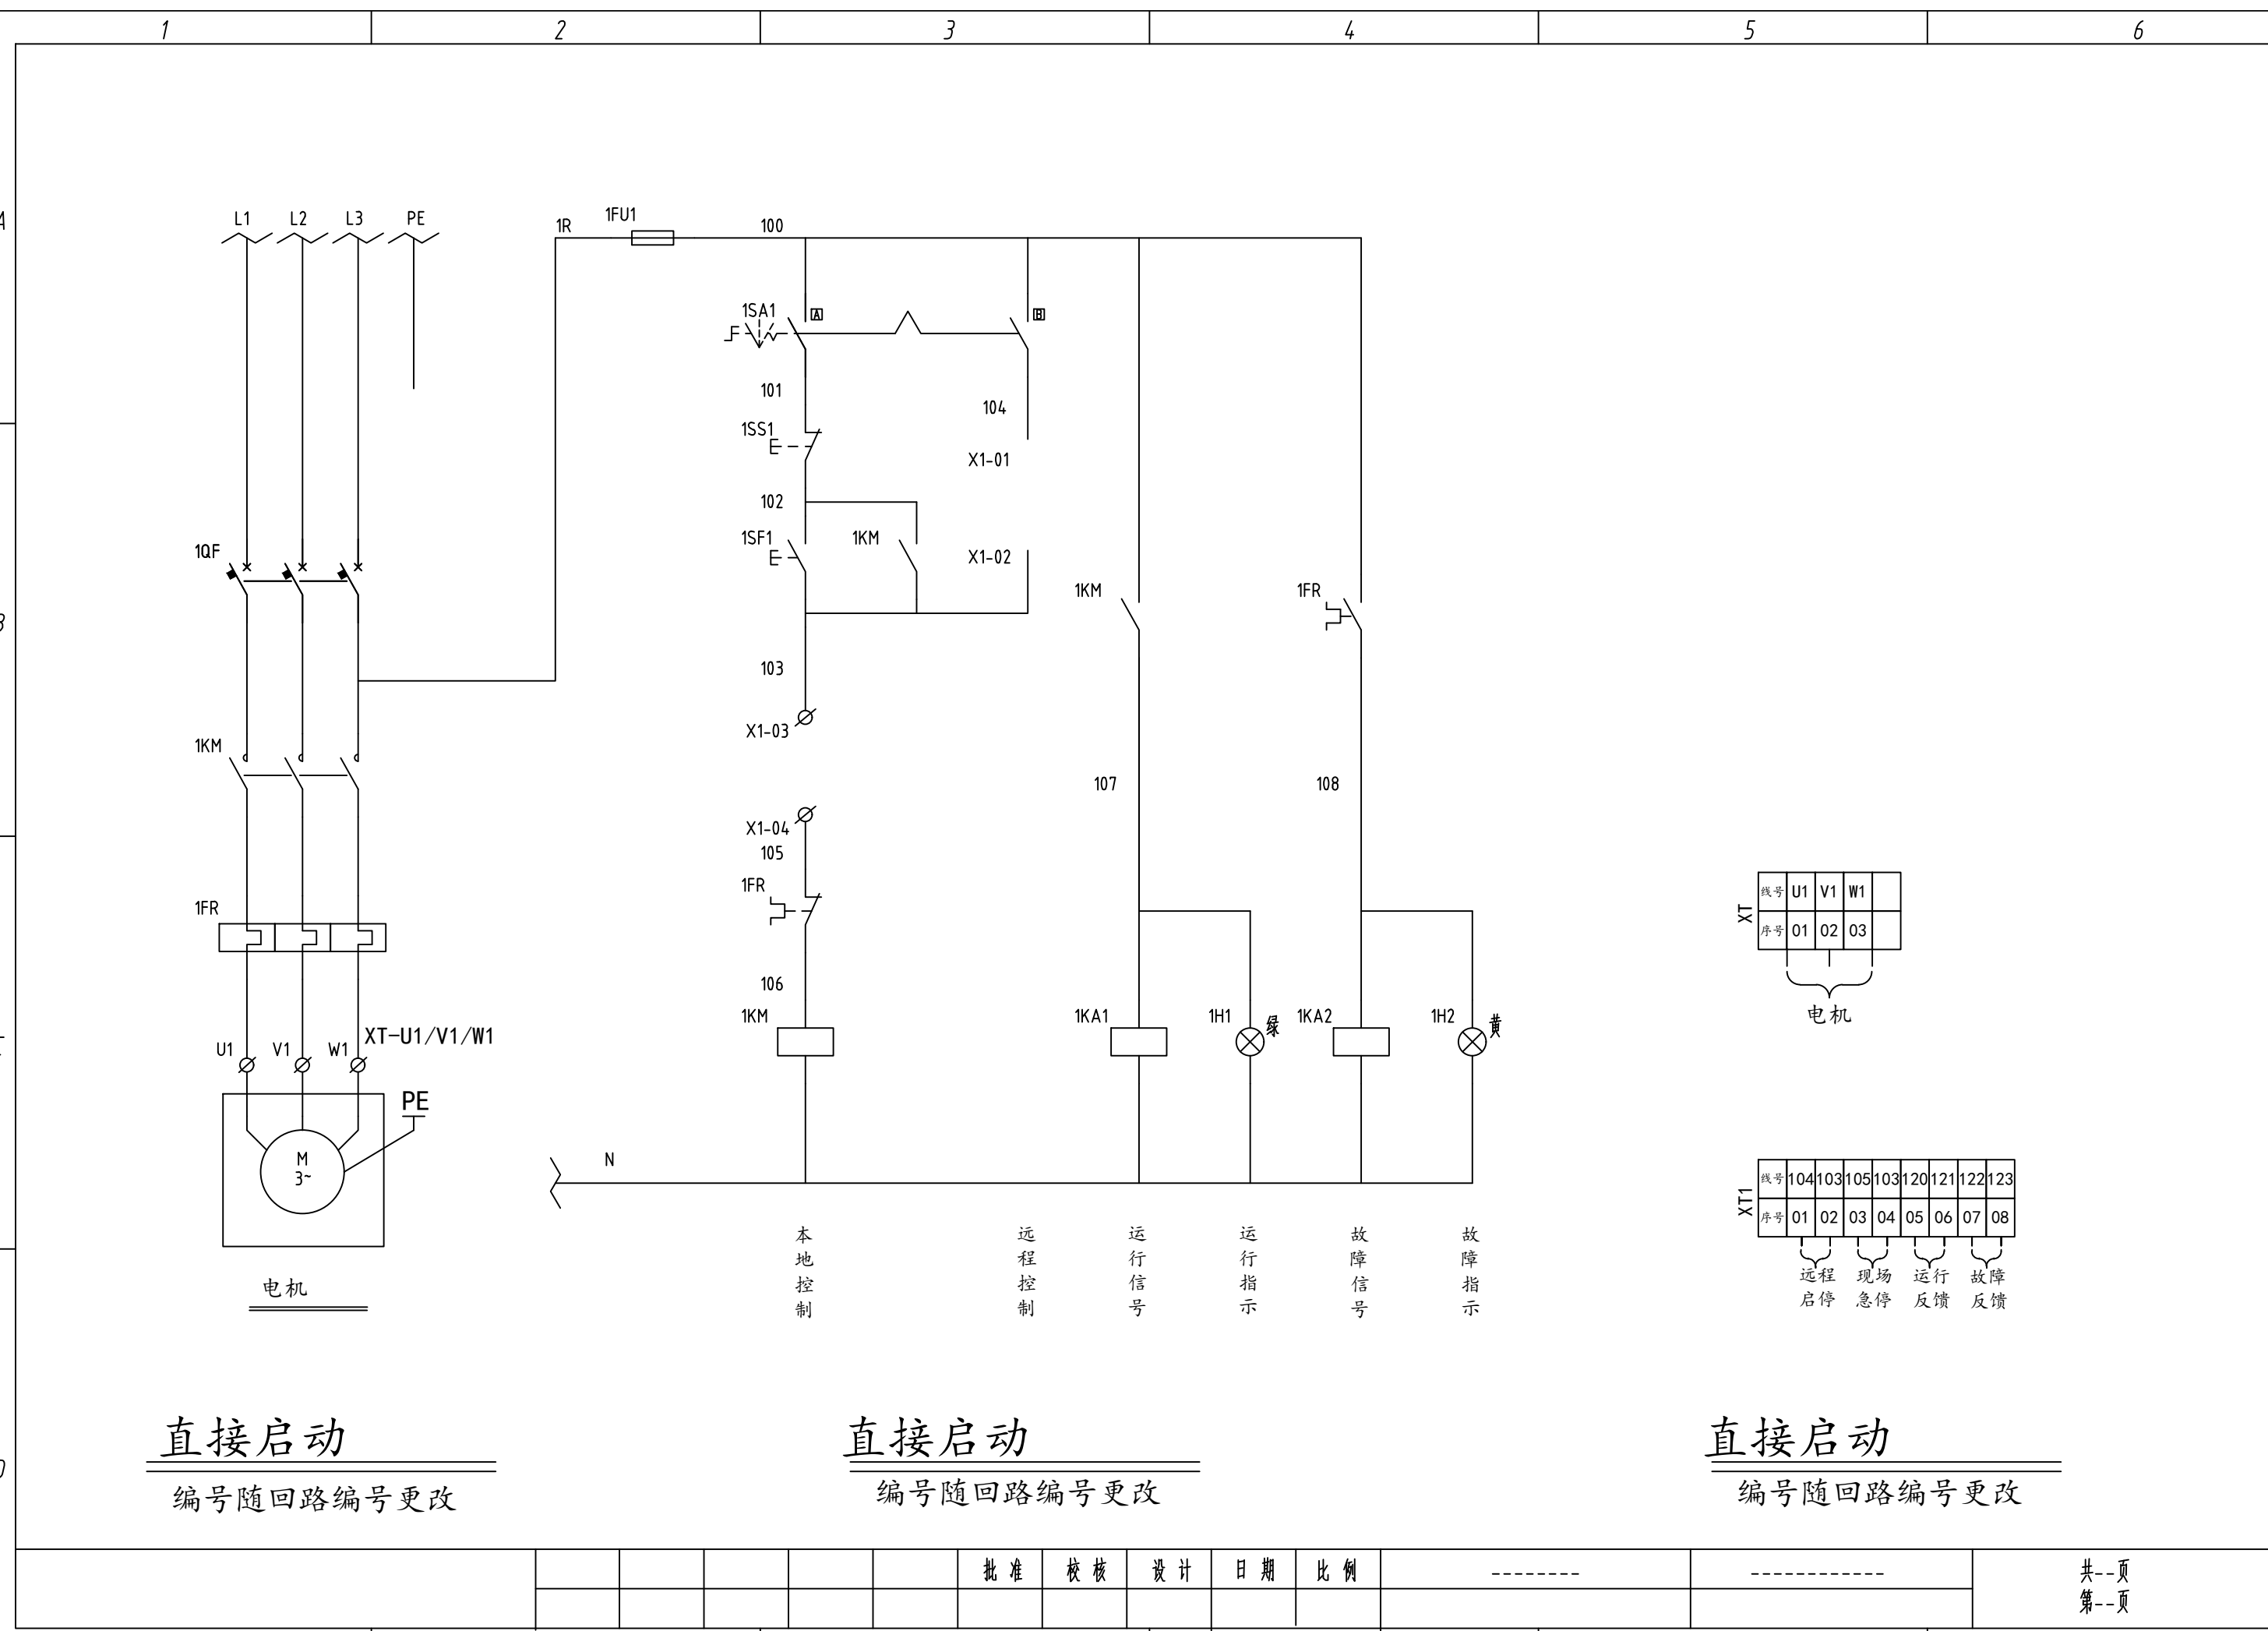 1 2 3 4 5 6
L1 L2 L3 PE
1R 1FU1 100
1SA1 A B
101
104
1SS1
X1-01
102
1QF
1SF1 1KM X1-02
1KM 1FR
103
X1-03
1KM
107 108
X1-04
105
1FR
1FR
106
1KM 1KA1 1H1 绿 1KA2 1H2 黄
XT-U1/V1/W1
U1 V1 W1
PE
M
3~
N
电机
本地控制
远程控制
运行信号
运行指示
故障信号
故障指示
XT
线号 U1 V1 W1
序号 01 02 03
电机
XT1
线号 104 103 105 103 120 121 122 123
序号 01 02 03 04 05 06 07 08
远程 现场 运行 故障
启停 急停 反馈 反馈
直接启动
编号随回路编号更改
直接启动
编号随回路编号更改
直接启动
编号随回路编号更改
批准 校核 设计 日期 比例 -------- ------------
共--页
第--页